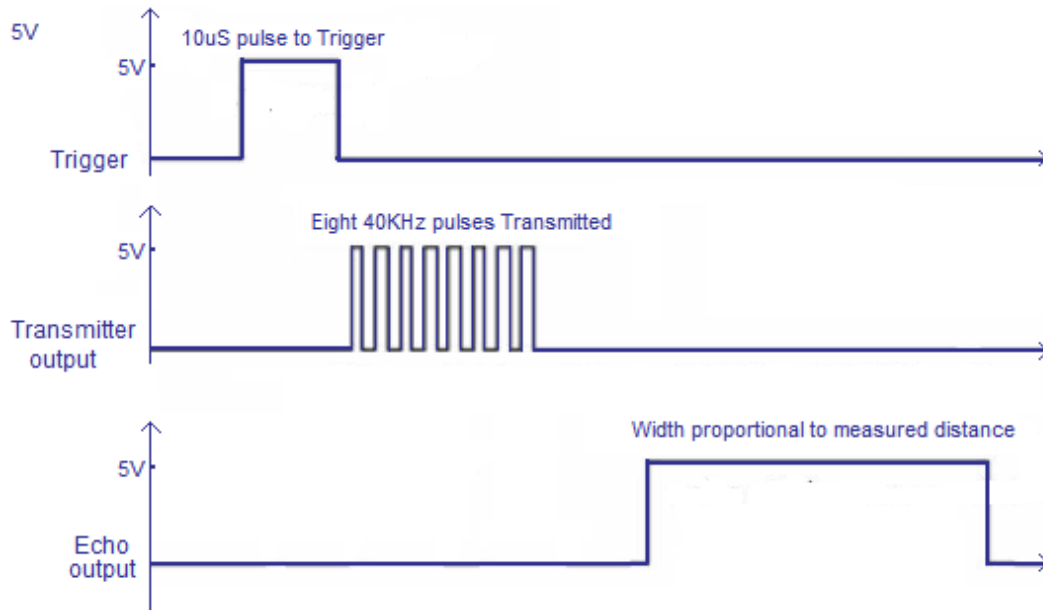 5V
10uS pulse to Trigger
5V
Trigger
Eight 40KHz pulses Transmitted
5V
Transmitter
output
Width proportional to measured distance
5V
Echo
output